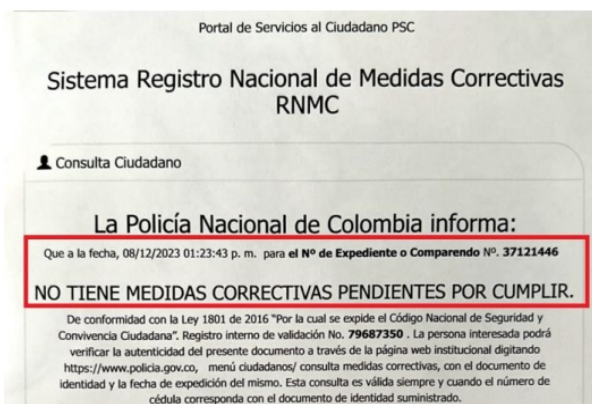 Portal de Servicios al Ciudadano PSC
Sistema Registro Nacional de Medidas Correctivas
RNMC
Consulta Ciudadano
La Policía Nacional de Colombia informa:
Que a la fecha, 08/12/2023 01:23:43 p. m. para el Nº de Expediente o Comparendo Nº. 37121446
NO TIENE MEDIDAS CORRECTIVAS PENDIENTES POR CUMPLIR.
De conformidad con la Ley 1801 de 2016 "Por la cual se expide el Código Nacional de Seguridad y
Convivencia Ciudadana". Registro interno de validación No. 79687350 . La persona interesada podrá
verificar la autenticidad del presente documento a través de la página web institucional digitando
https://www.policia.gov.co, menú ciudadanos/ consulta medidas correctivas, con el documento de
identidad y la fecha de expedición del mismo. Esta consulta es válida siempre y cuando el número de
cédula corresponda con el documento de identidad suministrado.